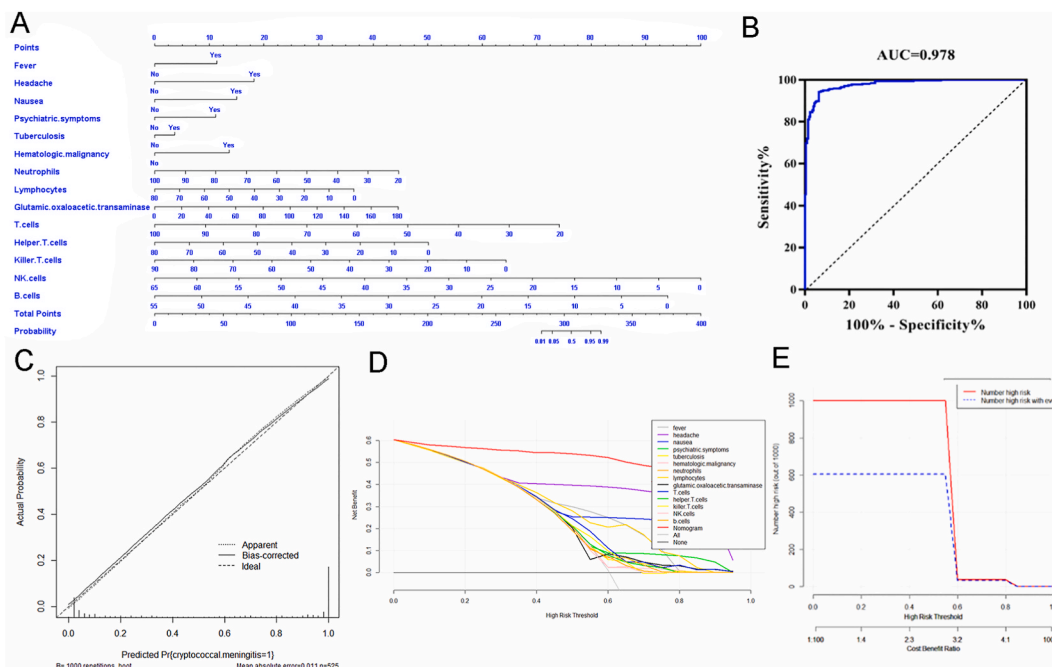 A
Points
0 10 20 30 40 50 60 70 80 90 100
Fever
Yes
Headache
No Yes
Nausea
No Yes
Psychiatric.symptoms
No Yes
Tuberculosis
No Yes
Hematologic.malignancy
No Yes
No
Neutrophils
100 90 80 70 60 50 40 30 20
Lymphocytes
80 70 60 50 40 30 20 10 0
Glutamic.oxaloacetic.transaminase
0 20 40 60 80 100 120 140 160 180
T.cells
100 90 80 70 60 50 40 30 20
Helper.T.cells
80 70 60 50 40 30 20 10 0
Killer.T.cells
90 80 70 60 50 40 30 20 10 0
NK.cells
65 60 55 50 45 40 35 30 25 20 15 10 5 0
B.cells
55 50 45 40 35 30 25 20 15 10 5 0
Total Points
0 50 100 150 200 250 300 350 400
Probability
0.5 0.95 0.99
B
AUC=0.978
Sensitivity%
100
80
60
40
20
0
0 20 40 60 80 100
100% - Specificity%
C
Actual Probability
1.0
0.8
0.6
0.4
0.2
0.0
Apparent
Bias-corrected
Ideal
0.0 0.2 0.4 0.6 0.8 1.0
Predicted Pr{cryptococcal.meningitis=1}
B= 1000 repetitions, boot
Mean absolute error=0.011 n=525
D
Net Benefit
0.6
0.5
0.4
0.3
0.2
0.1
0.0
fever
headache
nausea
psychiatric.symptoms
tuberculosis
hematologic.malignancy
neutrophils
lymphocytes
glutamic.oxaloacetic.transaminase
T.cells
helper.T.cells
killer.T.cells
NK.cells
b.cells
Nomogram
All
None
0.0 0.2 0.4 0.6 0.8 1.0
High Risk Threshold
E
Number high risk
Number high risk with ev
Number high risk (out of 1000)
1000
800
600
400
200
0
0.0 0.2 0.4 0.6 0.8 1.0
High Risk Threshold
1:100 1:4 2:3 3:2 4:1 100
Cost:Benefit Ratio